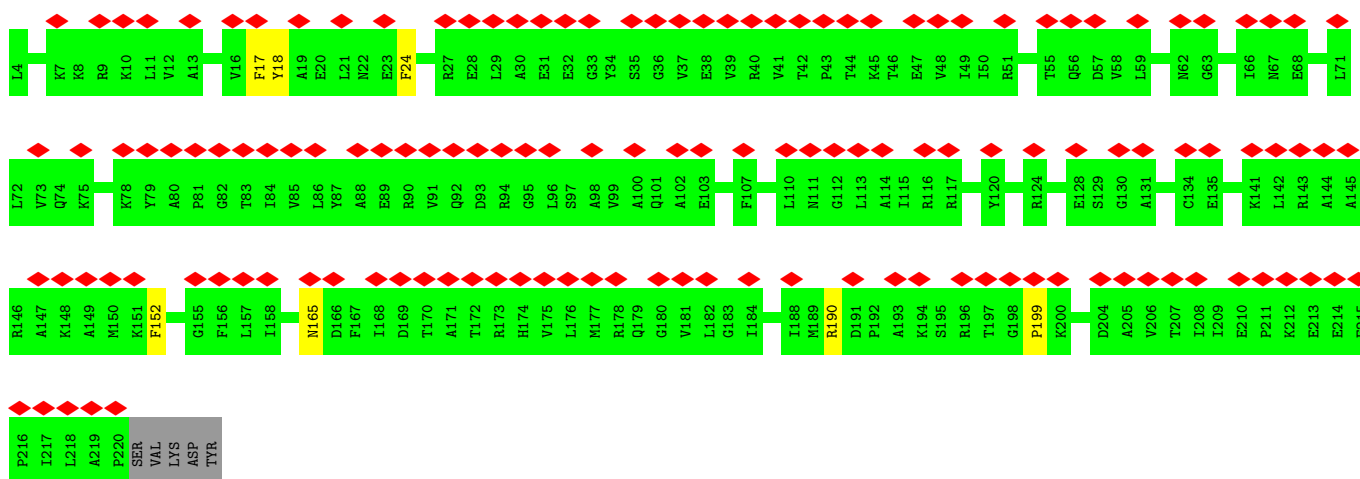 L4 K7 K8 R9 K10 L11 V12 A13 V16 F17 Y18 A19 E20 L21 N22 E23 F24 R27 E28 L29 A30 E31 E32 G33 Y34 S35 G36 V37 E38 V39 R40 V41 T42 P43 T44 K45 T46 E47 V48 I49 I50 R51 T55 Q56 D57 V58 L59 N62 G63 I66 N67 E68 L71
L72 V73 Q74 K75 K78 Y79 A80 P81 G82 T83 I84 V85 L86 Y87 A88 E89 R90 V91 Q92 D93 R94 G95 L96 S97 A98 V99 A100 Q101 A102 E103 F107 L110 N111 G112 L113 A114 I115 R116 R117 Y120 R124 E128 S129 G130 A131 C134 E135 K141 L142 R143 A144 A145
R146 A147 K148 A149 M150 K151 F152 G155 F156 L157 I158 N165 D166 F167 I168 D169 T170 A171 T172 R173 H174 V175 L176 M177 R178 Q179 G180 V181 L182 G183 I184 I188 M189 R190 D191 P192 A193 K194 S195 R196 T197 G198 P199 K200 D204 A205 V206 T207 I208 I209 E210 P211 K212 E213 E214
P216 I217 L218 A219 P220 SER VAL LYS ASP TYR